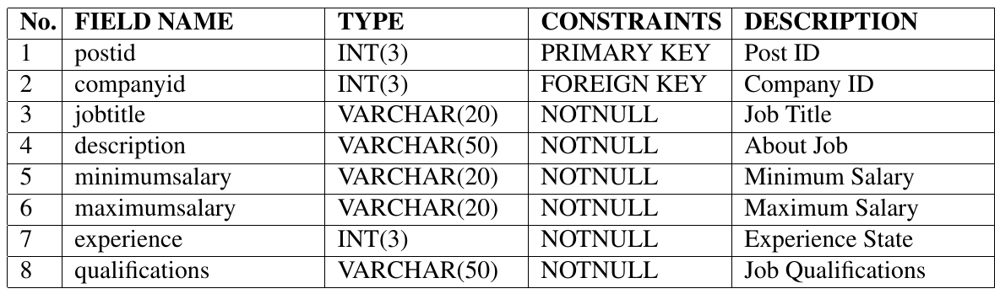 No. FIELD NAME TYPE CONSTRAINTS DESCRIPTION
1 postid INT(3) PRIMARY KEY Post ID
2 companyid INT(3) FOREIGN KEY Company ID
3 jobtitle VARCHAR(20) NOTNULL Job Title
4 description VARCHAR(50) NOTNULL About Job
5 minimumsalary VARCHAR(20) NOTNULL Minimum Salary
6 maximumsalary VARCHAR(20) NOTNULL Maximum Salary
7 experience INT(3) NOTNULL Experience State
8 qualifications VARCHAR(50) NOTNULL Job Qualifications